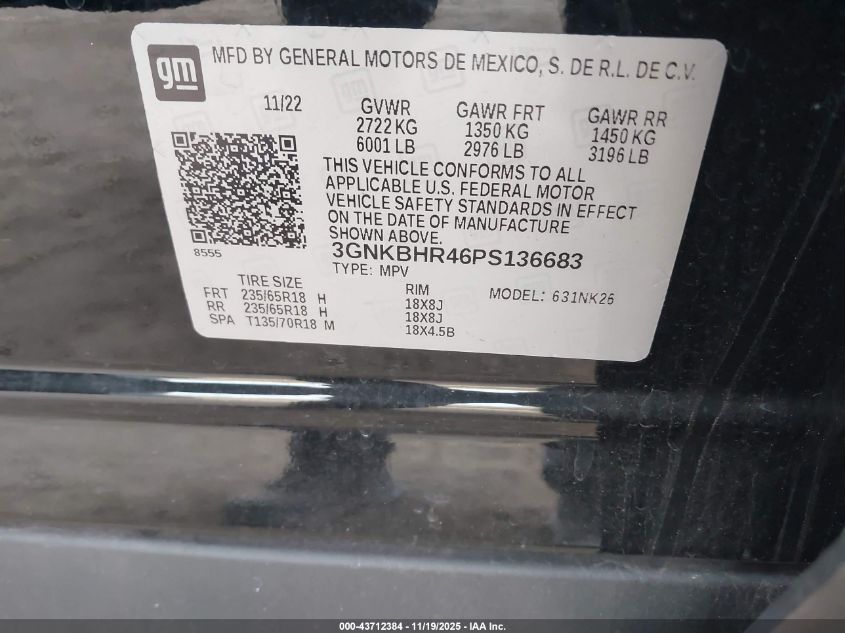 gm
MFD BY GENERAL MOTORS DE MEXICO, S. DE R.L. DE C.V.
11/22 GVWR GAWR FRT GAWR RR
2722 KG 1350 KG 1450 KG
6001 LB 2976 LB 3196 LB
THIS VEHICLE CONFORMS TO ALL
APPLICABLE U.S. FEDERAL MOTOR
VEHICLE SAFETY STANDARDS IN EFFECT
ON THE DATE OF MANUFACTURE
SHOWN ABOVE.
8555
3GNKBHR46PS136683
TYPE: MPV
TIRE SIZE RIM MODEL: 631NK26
FRT 235/65R18 H 18X8J
RR 235/65R18 H 18X8J
SPA T135/70R18 M 18X4.5B
000-43712384 - 11/19/2025 - IAA Inc.